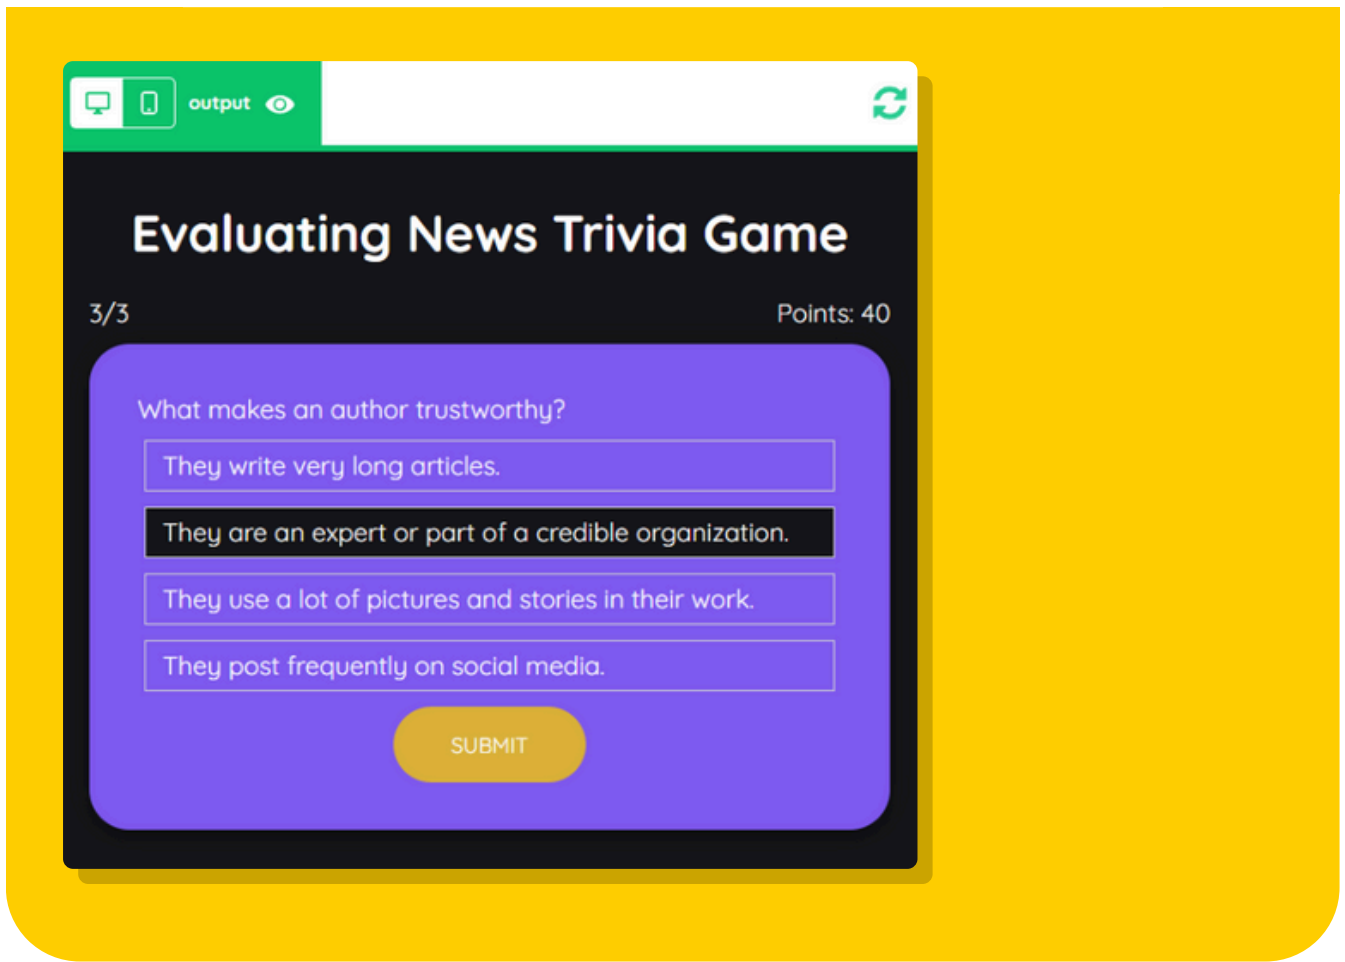 output
Evaluating News Trivia Game
3/3
Points: 40
What makes an author trustworthy?
They write very long articles.
They are an expert or part of a credible organization.
They use a lot of pictures and stories in their work.
They post frequently on social media.
SUBMIT